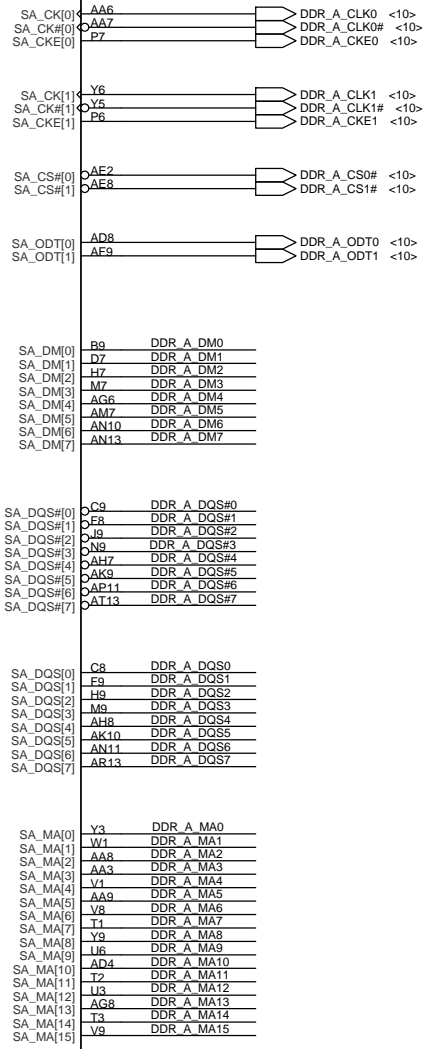 SA_CK[0] AA6 DDR_A_CLK0 <10>
SA_CK#[0] AA7 DDR_A_CLK0# <10>
SA_CKE[0] P7 DDR_A_CKE0 <10>
SA_CK[1] Y6 DDR_A_CLK1 <10>
SA_CK#[1] Y5 DDR_A_CLK1# <10>
SA_CKE[1] P6 DDR_A_CKE1 <10>
SA_CS#[0] AE2 DDR_A_CS0# <10>
SA_CS#[1] AE8 DDR_A_CS1# <10>
SA_ODT[0] AD8 DDR_A_ODT0 <10>
SA_ODT[1] AF9 DDR_A_ODT1 <10>
SA_DM[0] B9 DDR_A_DM0
SA_DM[1] D7 DDR_A_DM1
SA_DM[2] H7 DDR_A_DM2
SA_DM[3] M7 DDR_A_DM3
SA_DM[4] AG6 DDR_A_DM4
SA_DM[5] AM7 DDR_A_DM5
SA_DM[6] AN10 DDR_A_DM6
SA_DM[7] AN13 DDR_A_DM7
SA_DQS#[0] C9 DDR_A_DQS#0
SA_DQS#[1] F8 DDR_A_DQS#1
SA_DQS#[2] J9 DDR_A_DQS#2
SA_DQS#[3] N9 DDR_A_DQS#3
SA_DQS#[4] AH7 DDR_A_DQS#4
SA_DQS#[5] AK9 DDR_A_DQS#5
SA_DQS#[6] AP11 DDR_A_DQS#6
SA_DQS#[7] AT13 DDR_A_DQS#7
SA_DQS[0] C8 DDR_A_DQS0
SA_DQS[1] F9 DDR_A_DQS1
SA_DQS[2] H9 DDR_A_DQS2
SA_DQS[3] M9 DDR_A_DQS3
SA_DQS[4] AH8 DDR_A_DQS4
SA_DQS[5] AK10 DDR_A_DQS5
SA_DQS[6] AN11 DDR_A_DQS6
SA_DQS[7] AR13 DDR_A_DQS7
SA_MA[0] Y3 DDR_A_MA0
SA_MA[1] W1 DDR_A_MA1
SA_MA[2] AA8 DDR_A_MA2
SA_MA[3] AA3 DDR_A_MA3
SA_MA[4] V1 DDR_A_MA4
SA_MA[5] AA9 DDR_A_MA5
SA_MA[6] V8 DDR_A_MA6
SA_MA[7] T1 DDR_A_MA7
SA_MA[8] Y9 DDR_A_MA8
SA_MA[9] U6 DDR_A_MA9
SA_MA[10] AD4 DDR_A_MA10
SA_MA[11] T2 DDR_A_MA11
SA_MA[12] U3 DDR_A_MA12
SA_MA[13] AG8 DDR_A_MA13
SA_MA[14] T3 DDR_A_MA14
SA_MA[15] V9 DDR_A_MA15